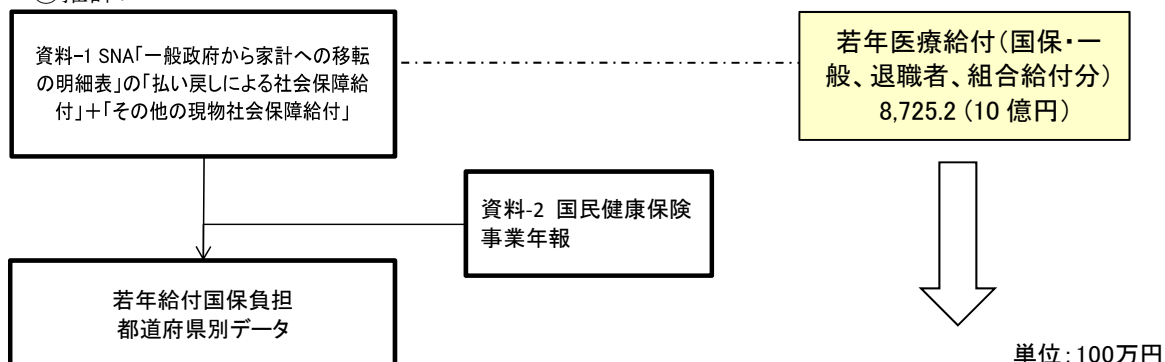 資料-1 SNA「一般政府から家計への移転
の明細表」の「払い戻しによる社会保障給
付」＋「その他の現物社会保障給付」
若年医療給付(国保・一
般、退職者、組合給付分)
8,725.2 (10 億円)
資料-2 国民健康保険
事業年報
若年給付国保負担
都道府県別データ
単位:100万円